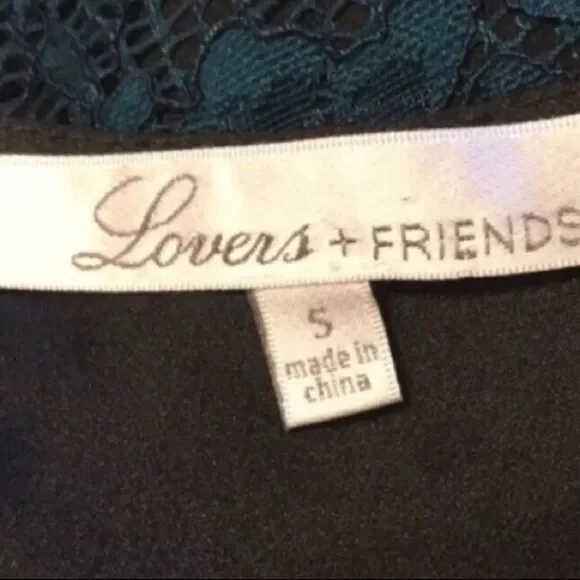 Lovers + FRIENDS
S
made in
china